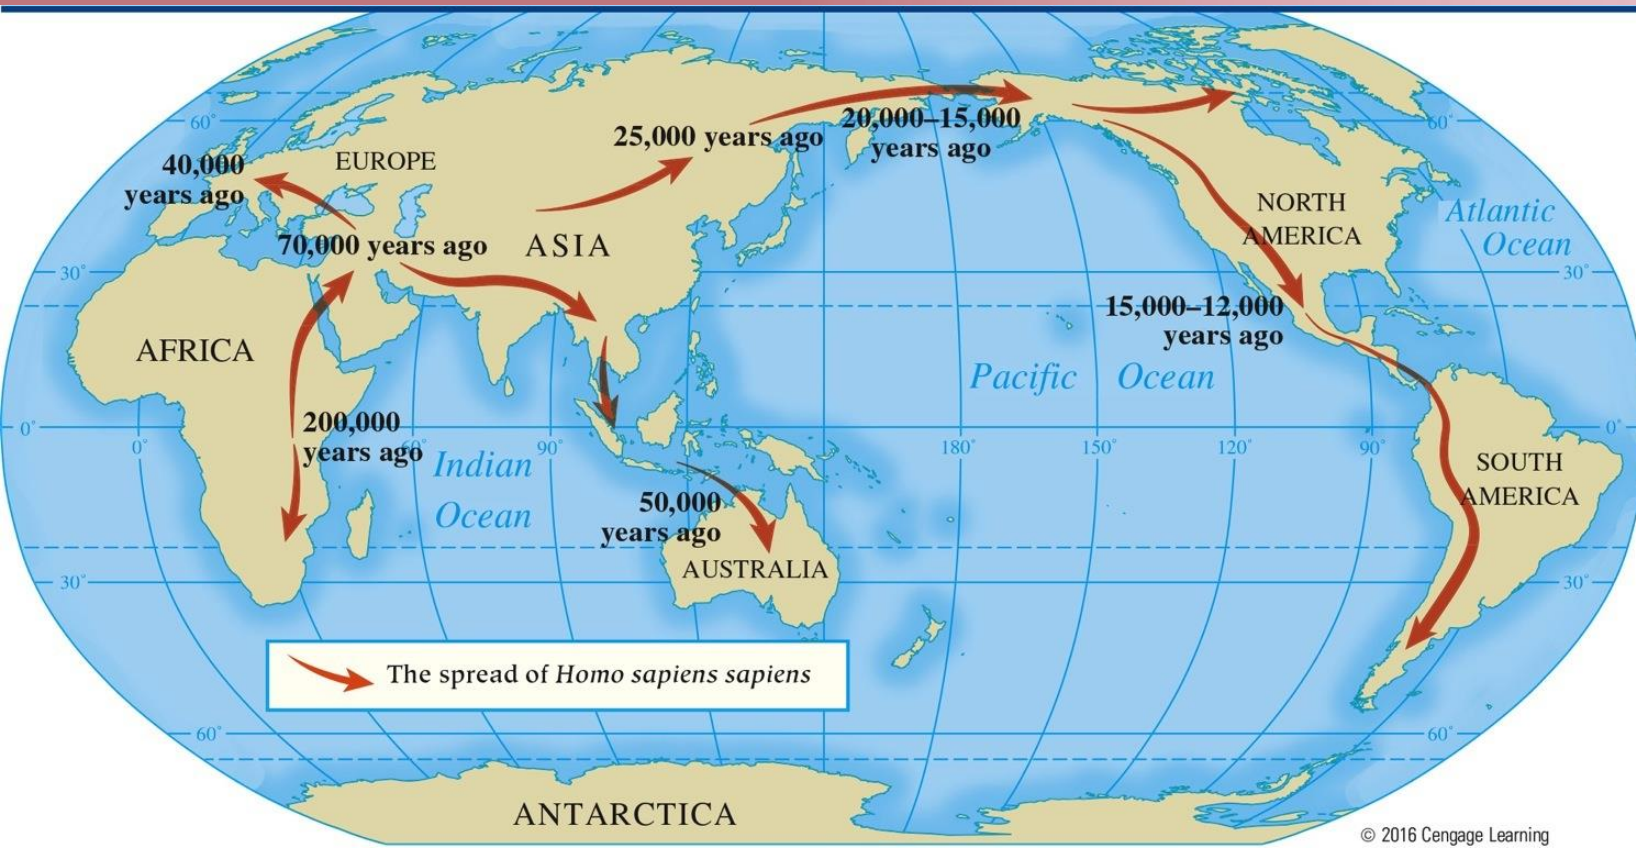 60°
60°
25,000 years ago
20,000–15,000
years ago
40,000
years ago
EUROPE
NORTH
AMERICA
Atlantic
Ocean
70,000 years ago
ASIA
30°
30°
15,000–12,000
years ago
AFRICA
Pacific Ocean
200,000
years ago
0°
0°
0°
60°
90°
180°
150°
120°
90°
Indian
Ocean
SOUTH
AMERICA
50,000
years ago
AUSTRALIA
30°
30°
The spread of Homo sapiens sapiens
60°
60°
ANTARCTICA
© 2016 Cengage Learning